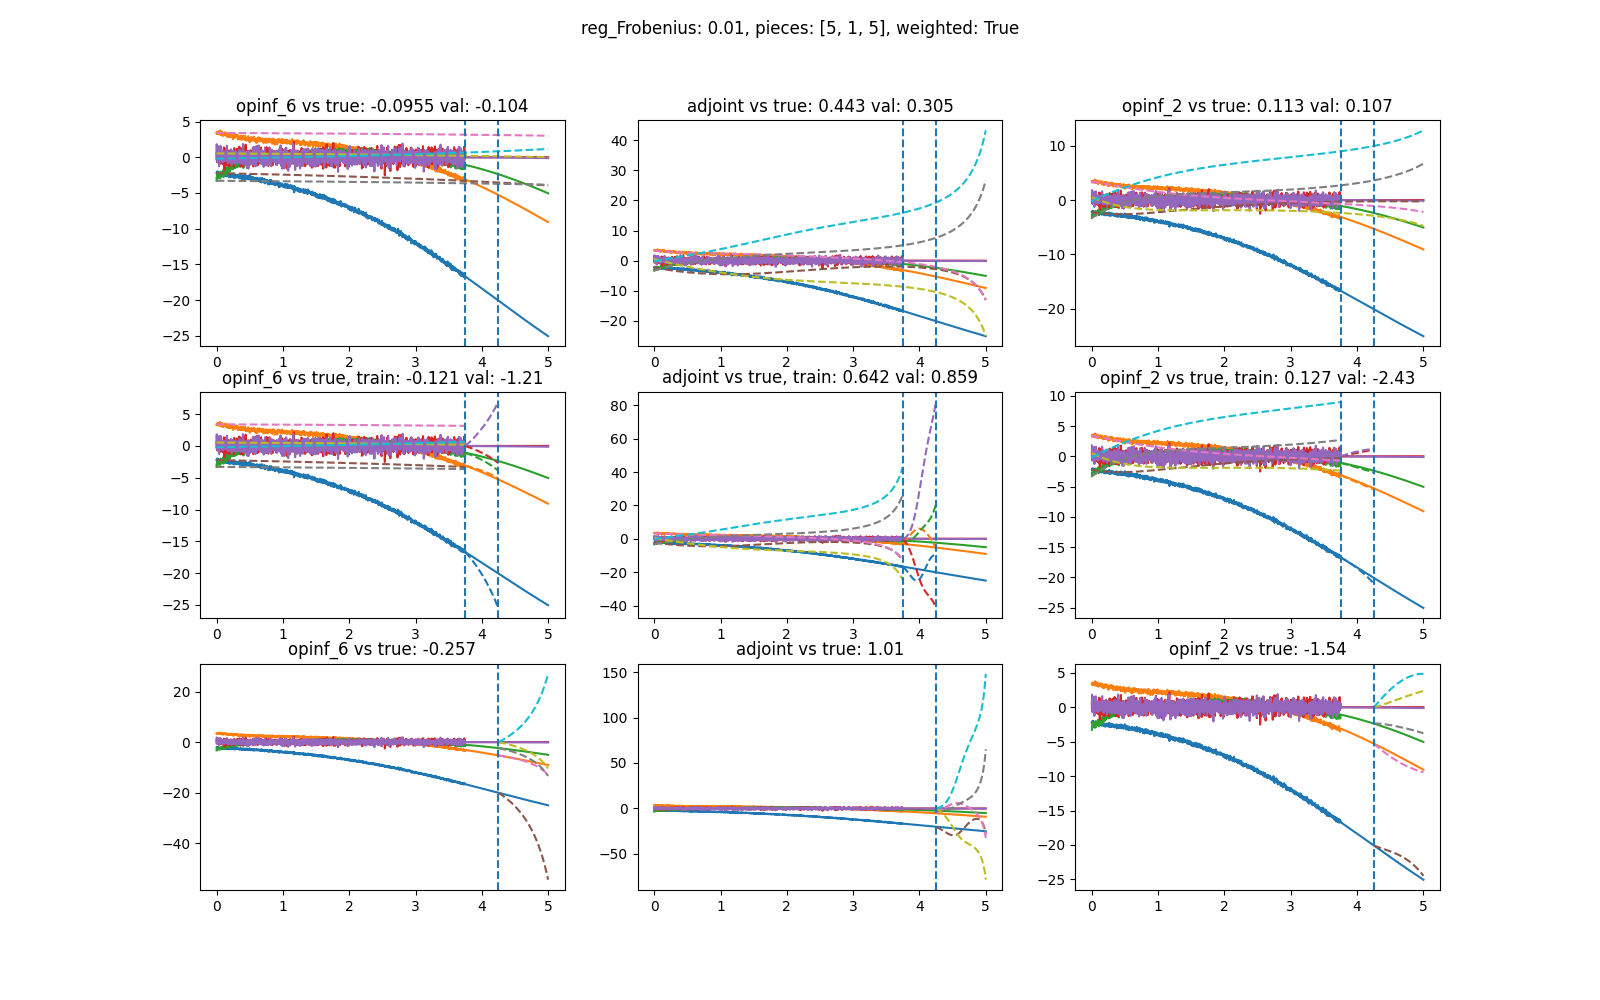 reg_Frobenius: 0.01, pieces: [5, 1, 5], weighted: True
opinf_6 vs true: -0.0955 val: -0.104
5
0
−5
−10
−15
−20
−25
0 1 2 3 4 5
adjoint vs true: 0.443 val: 0.305
40
30
20
10
0
−10
−20
0 1 2 3 4 5
opinf_2 vs true: 0.113 val: 0.107
10
0
−10
−20
0 1 2 3 4 5
opinf_6 vs true, train: -0.121 val: -1.21
5
0
−5
−10
−15
−20
−25
0 1 2 3 4 5
adjoint vs true, train: 0.642 val: 0.859
80
60
40
20
0
−20
−40
0 1 2 3 4 5
opinf_2 vs true, train: 0.127 val: -2.43
10
5
0
−5
−10
−15
−20
−25
0 1 2 3 4 5
opinf_6 vs true: -0.257
20
0
−20
−40
0 1 2 3 4 5
adjoint vs true: 1.01
150
100
50
0
−50
0 1 2 3 4 5
opinf_2 vs true: -1.54
5
0
−5
−10
−15
−20
−25
0 1 2 3 4 5